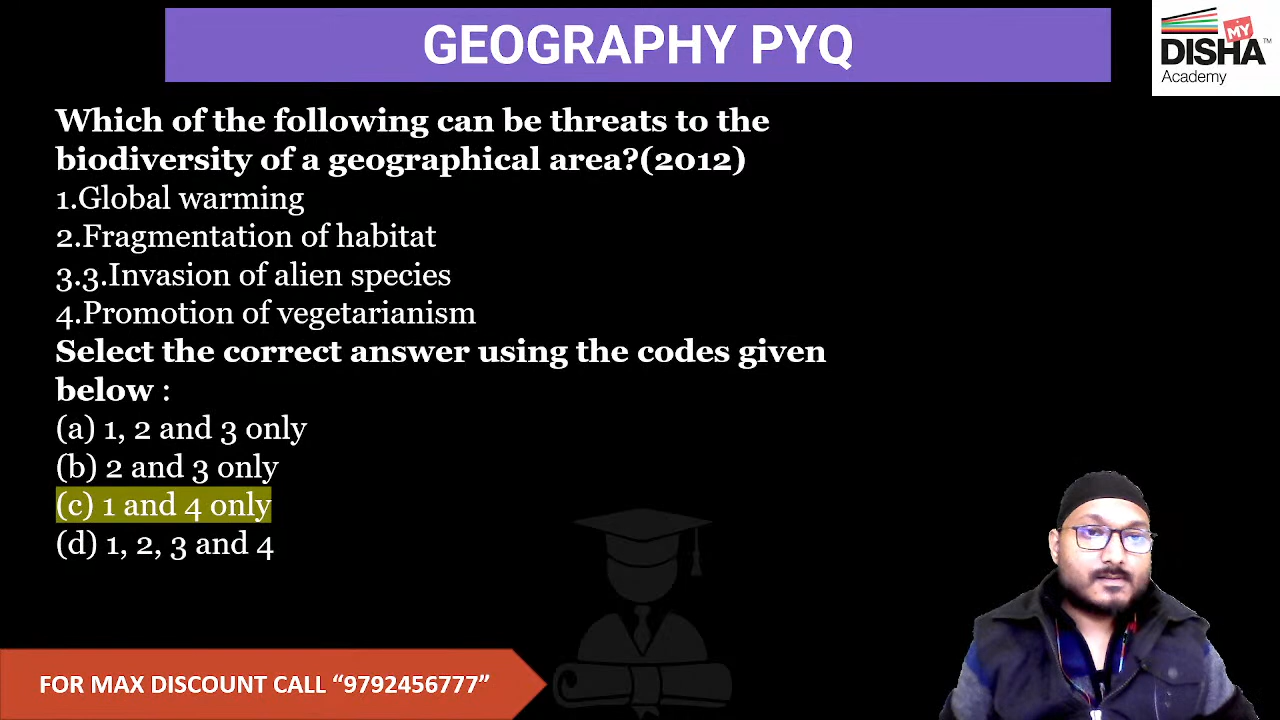 GEOGRAPHY PYQ
MY
DISHA™
Academy
Which of the following can be threats to the
biodiversity of a geographical area?(2012)
1.Global warming
2.Fragmentation of habitat
3.3.Invasion of alien species
4.Promotion of vegetarianism
Select the correct answer using the codes given
below :
(a) 1, 2 and 3 only
(b) 2 and 3 only
(c) 1 and 4 only
(d) 1, 2, 3 and 4
FOR MAX DISCOUNT CALL “9792456777”